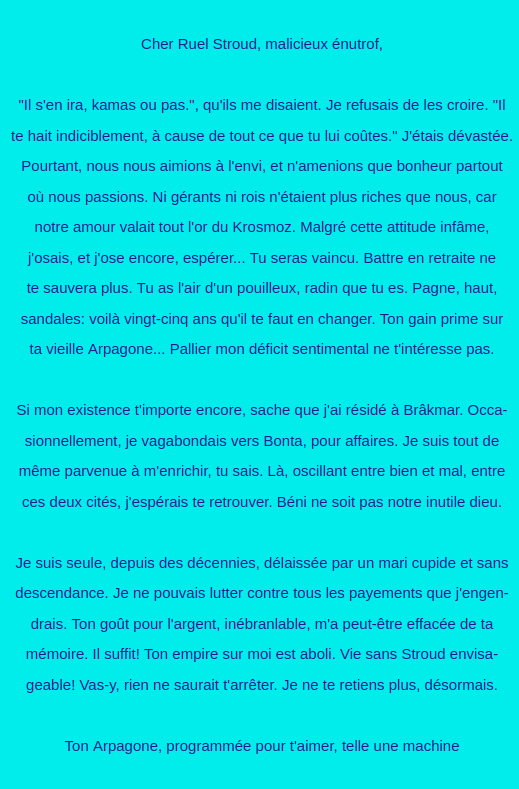 Cher Ruel Stroud, malicieux énutrof,
"Il s'en ira, kamas ou pas.", qu'ils me disaient. Je refusais de les croire. "Il
te hait indiciblement, à cause de tout ce que tu lui coûtes." J'étais dévastée.
Pourtant, nous nous aimions à l'envi, et n'amenions que bonheur partout
où nous passions. Ni gérants ni rois n'étaient plus riches que nous, car
notre amour valait tout l'or du Krosmoz. Malgré cette attitude infâme,
j'osais, et j'ose encore, espérer... Tu seras vaincu. Battre en retraite ne
te sauvera plus. Tu as l'air d'un pouilleux, radin que tu es. Pagne, haut,
sandales: voilà vingt-cinq ans qu'il te faut en changer. Ton gain prime sur
ta vieille Arpagone... Pallier mon déficit sentimental ne t'intéresse pas.
Si mon existence t'importe encore, sache que j'ai résidé à Brâkmar. Occa-
sionnellement, je vagabondais vers Bonta, pour affaires. Je suis tout de
même parvenue à m'enrichir, tu sais. Là, oscillant entre bien et mal, entre
ces deux cités, j'espérais te retrouver. Béni ne soit pas notre inutile dieu.
Je suis seule, depuis des décennies, délaissée par un mari cupide et sans
descendance. Je ne pouvais lutter contre tous les payements que j'engen-
drais. Ton goût pour l'argent, inébranlable, m'a peut-être effacée de ta
mémoire. Il suffit! Ton empire sur moi est aboli. Vie sans Stroud envisa-
geable! Vas-y, rien ne saurait t'arrêter. Je ne te retiens plus, désormais.
Ton Arpagone, programmée pour t'aimer, telle une machine